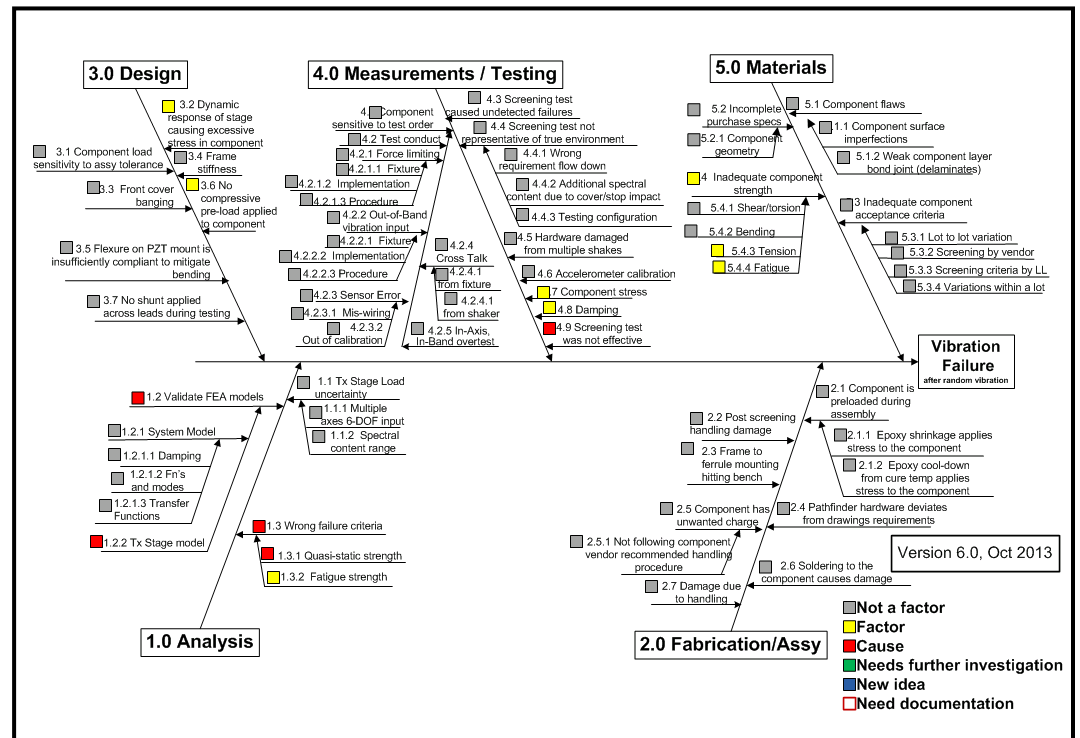 3.0 Design
3.2 Dynamic
response of stage
causing excessive
stress in component
3.1 Component load
sensitivity to assy tolerance
3.4 Frame
stiffness
3.3 Front cover
banging
3.6 No
compressive
pre-load applied
to component
3.5 Flexure on PZT mount is
insufficiently compliant to mitigate
bending
3.7 No shunt applied
across leads during testing
4.0 Measurements / Testing
4. Component
sensitive to test order
4.2 Test conduct
4.2.1 Force limiting
4.2.1.1 Fixture
4.2.1.2 Implementation
4.2.1.3 Procedure
4.2.2 Out-of-Band
vibration input
4.2.2.1 Fixture
4.2.2.2 Implementation
4.2.2.3 Procedure
4.2.3 Sensor Error
4.2.3.1 Mis-wiring
4.2.3.2
Out of calibration
4.2.4
Cross Talk
4.2.4.1
from fixture
4.2.4.1
from shaker
4.2.5 In-Axis,
In-Band overtest
4.3 Screening test
caused undetected failures
4.4 Screening test not
representative of true environment
4.4.1 Wrong
requirement flow down
4.4.2 Additional spectral
content due to cover/stop impact
4.4.3 Testing configuration
4.5 Hardware damaged
from multiple shakes
4.6 Accelerometer calibration
.7 Component stress
4.8 Damping
4.9 Screening test
was not effective
5.0 Materials
5.1 Component flaws
5.2 Incomplete
purchase specs
5.2.1 Component
geometry
.1.1 Component surface
imperfections
5.1.2 Weak component layer
bond joint (delaminates)
4 Inadequate component
strength
5.4.1 Shear/torsion
5.4.2 Bending
5.4.3 Tension
5.4.4 Fatigue
.3 Inadequate component
acceptance criteria
5.3.1 Lot to lot variation
5.3.2 Screening by vendor
5.3.3 Screening criteria by LL
5.3.4 Variations within a lot
Vibration
Failure
after random vibration
1.1 Tx Stage Load
uncertainty
1.1.1 Multiple
axes 6-DOF input
1.1.2 Spectral
content range
1.2 Validate FEA models
1.2.1 System Model
1.2.1.1 Damping
1.2.1.2 Fn's
and modes
1.2.1.3 Transfer
Functions
1.2.2 Tx Stage model
1.3 Wrong failure criteria
1.3.1 Quasi-static strength
1.3.2 Fatigue strength
1.0 Analysis
2.1 Component is
preloaded during
assembly
2.1.1 Epoxy shrinkage applies
stress to the component
2.1.2 Epoxy cool-down
from cure temp applies
stress to the component
2.2 Post screening
handling damage
2.3 Frame to
ferrule mounting
hitting bench
2.4 Pathfinder hardware deviates
from drawings requirements
2.5 Component has
unwanted charge
2.5.1 Not following component
vendor recommended handling
procedure
2.6 Soldering to the
component causes damage
2.7 Damage due
to handling
2.0 Fabrication/Assy
Version 6.0, Oct 2013
Not a factor
Factor
Cause
Needs further investigation
New idea
Need documentation